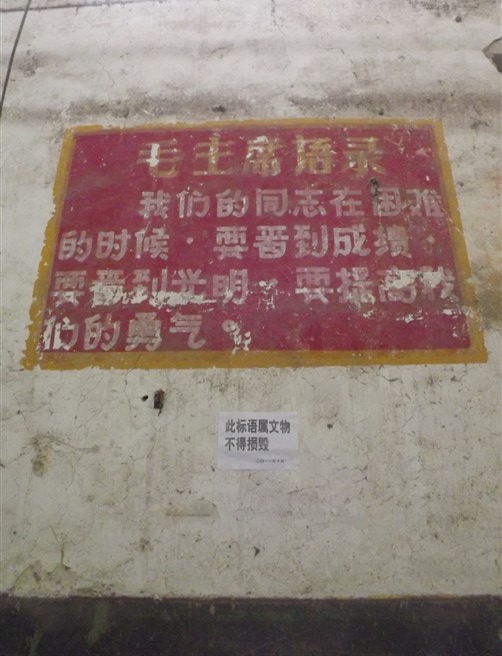 毛主席语录
我们的同志在困难
的时候，要看到成绩，
要看到光明，要提高我
们的勇气。
此标语属文物
不得损毁